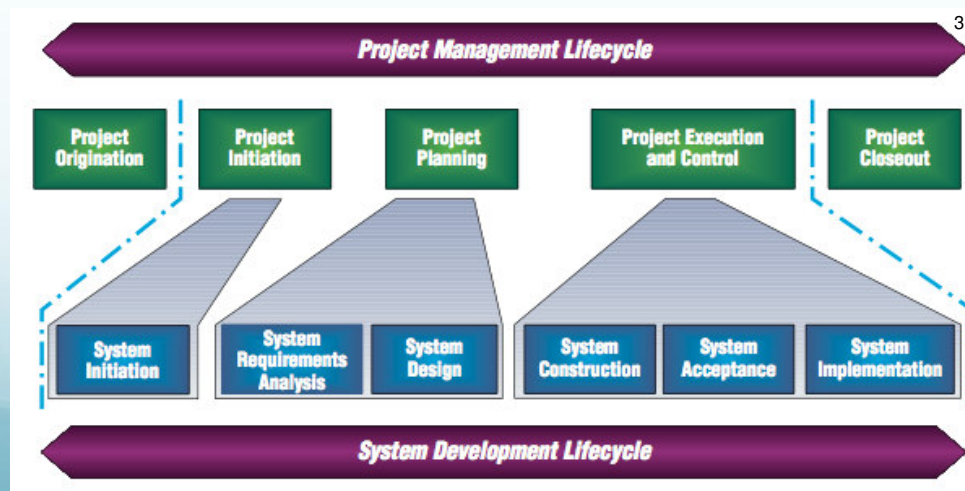 3
Project Management Lifecycle
Project
Origination
Project
Initiation
Project
Planning
Project Execution
and Control
Project
Closeout
System
Initiation
System
Requirements
Analysis
System
Design
System
Construction
System
Acceptance
System
Implementation
System Development Lifecycle